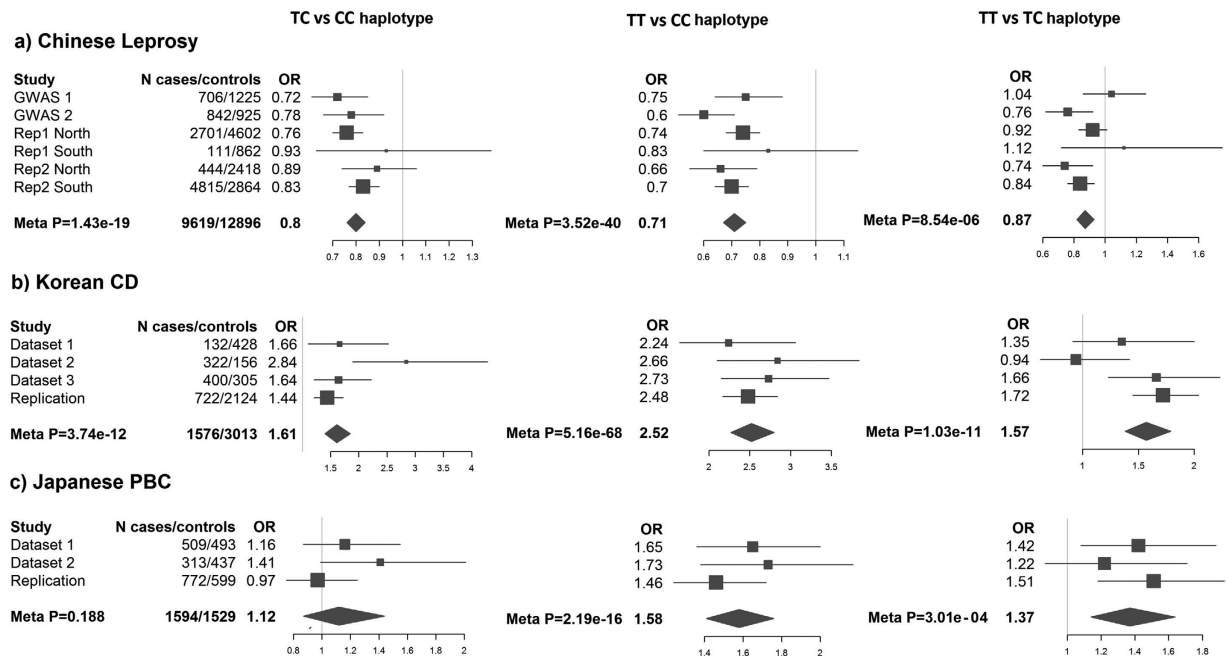 TC vs CC haplotype TT vs CC haplotype TT vs TC haplotype
a) Chinese Leprosy
Study N cases/controls OR OR OR
GWAS 1 706/1225 0.72 0.75 1.04
GWAS 2 842/925 0.78 0.6 0.76
Rep1 North 2701/4602 0.76 0.74 0.92
Rep1 South 111/862 0.93 0.83 1.12
Rep2 North 444/2418 0.89 0.66 0.74
Rep2 South 4815/2864 0.83 0.7 0.84
Meta P=1.43e-19 9619/12896 0.8 Meta P=3.52e-40 0.71 Meta P=8.54e-06 0.87
0.7 0.8 0.9 1 1.1 1.2 1.3 0.6 0.7 0.8 0.9 1 1.1 0.6 0.8 1 1.2 1.4 1.6
b) Korean CD
Study N cases/controls OR OR OR
Dataset 1 132/428 1.66 2.24 1.35
Dataset 2 322/156 2.84 2.66 0.94
Dataset 3 400/305 1.64 2.73 1.66
Replication 722/2124 1.44 2.48 1.72
Meta P=3.74e-12 1576/3013 1.61 Meta P=5.16e-68 2.52 Meta P=1.03e-11 1.57
1.5 2 2.5 3 3.5 4 2 2.5 3 3.5 1 1.5 2
c) Japanese PBC
Study N cases/controls OR OR OR
Dataset 1 509/493 1.16 1.65 1.42
Dataset 2 313/437 1.41 1.73 1.22
Replication 772/599 0.97 1.46 1.51
Meta P=0.188 1594/1529 1.12 Meta P=2.19e-16 1.58 Meta P=3.01e-04 1.37
0.8 1 1.2 1.4 1.6 1.8 2 1.4 1.6 1.8 2 1 1.2 1.4 1.6 1.8